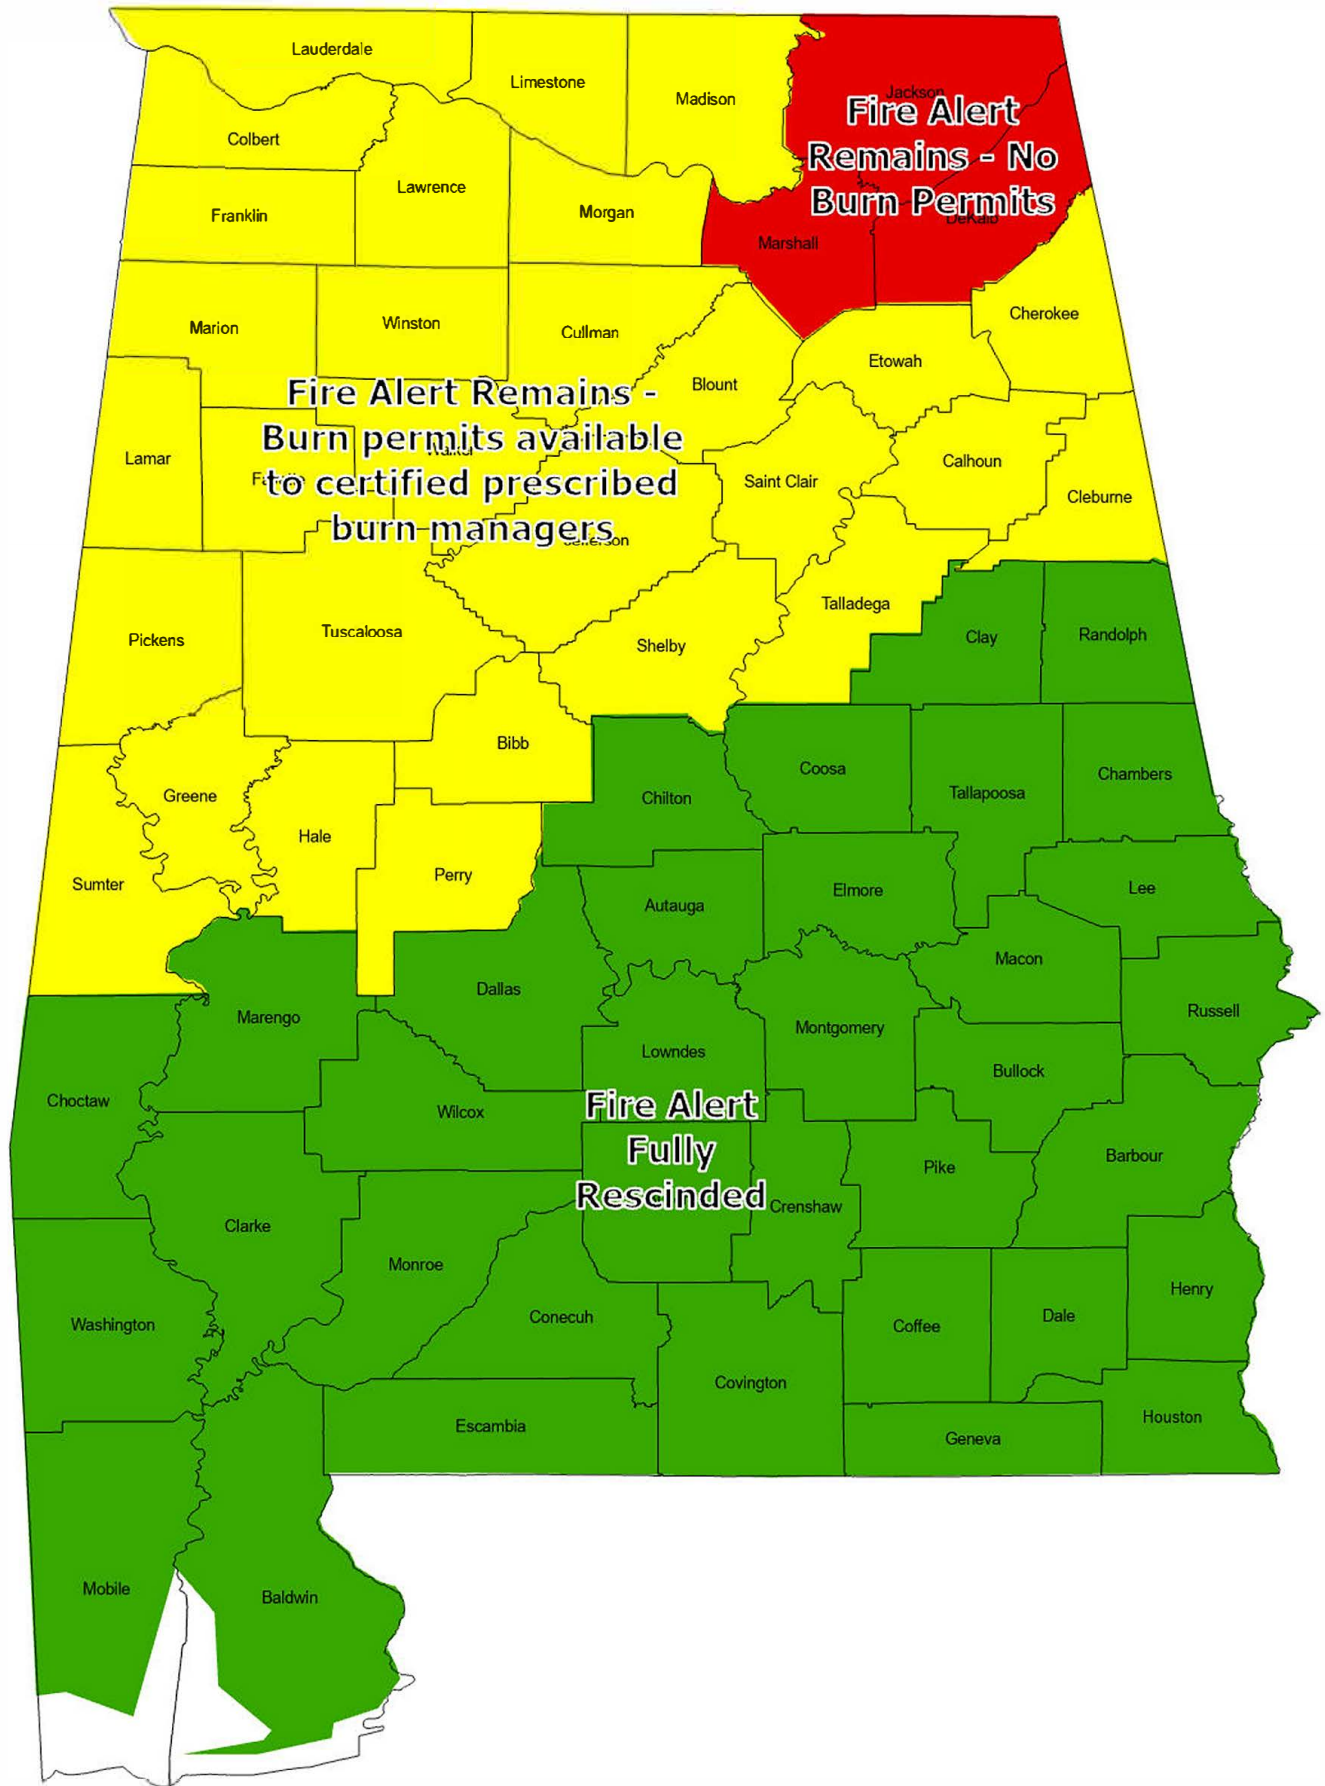 Lauderdale
Limestone
Madison
Jackson
Colbert
Lawrence
Franklin
Morgan
Fire Alert
Remains - No
Burn Permits
DeKalb
Marshall
Marion
Winston
Cullman
Cherokee
Etowah
Blount
Fire Alert Remains -
Burn permits available
to certified prescribed
burn managers
Lamar
Walker
Saint Clair
Calhoun
Cleburne
Jefferson
Pickens
Tuscaloosa
Shelby
Talladega
Clay
Randolph
Bibb
Greene
Hale
Chilton
Coosa
Tallapoosa
Chambers
Sumter
Perry
Autauga
Elmore
Lee
Dallas
Macon
Marengo
Lowndes
Montgomery
Russell
Choctaw
Wilcox
Bullock
Fire Alert
Fully
Rescinded
Pike
Barbour
Clarke
Crenshaw
Monroe
Washington
Conecuh
Coffee
Dale
Henry
Covington
Escambia
Geneva
Houston
Mobile
Baldwin